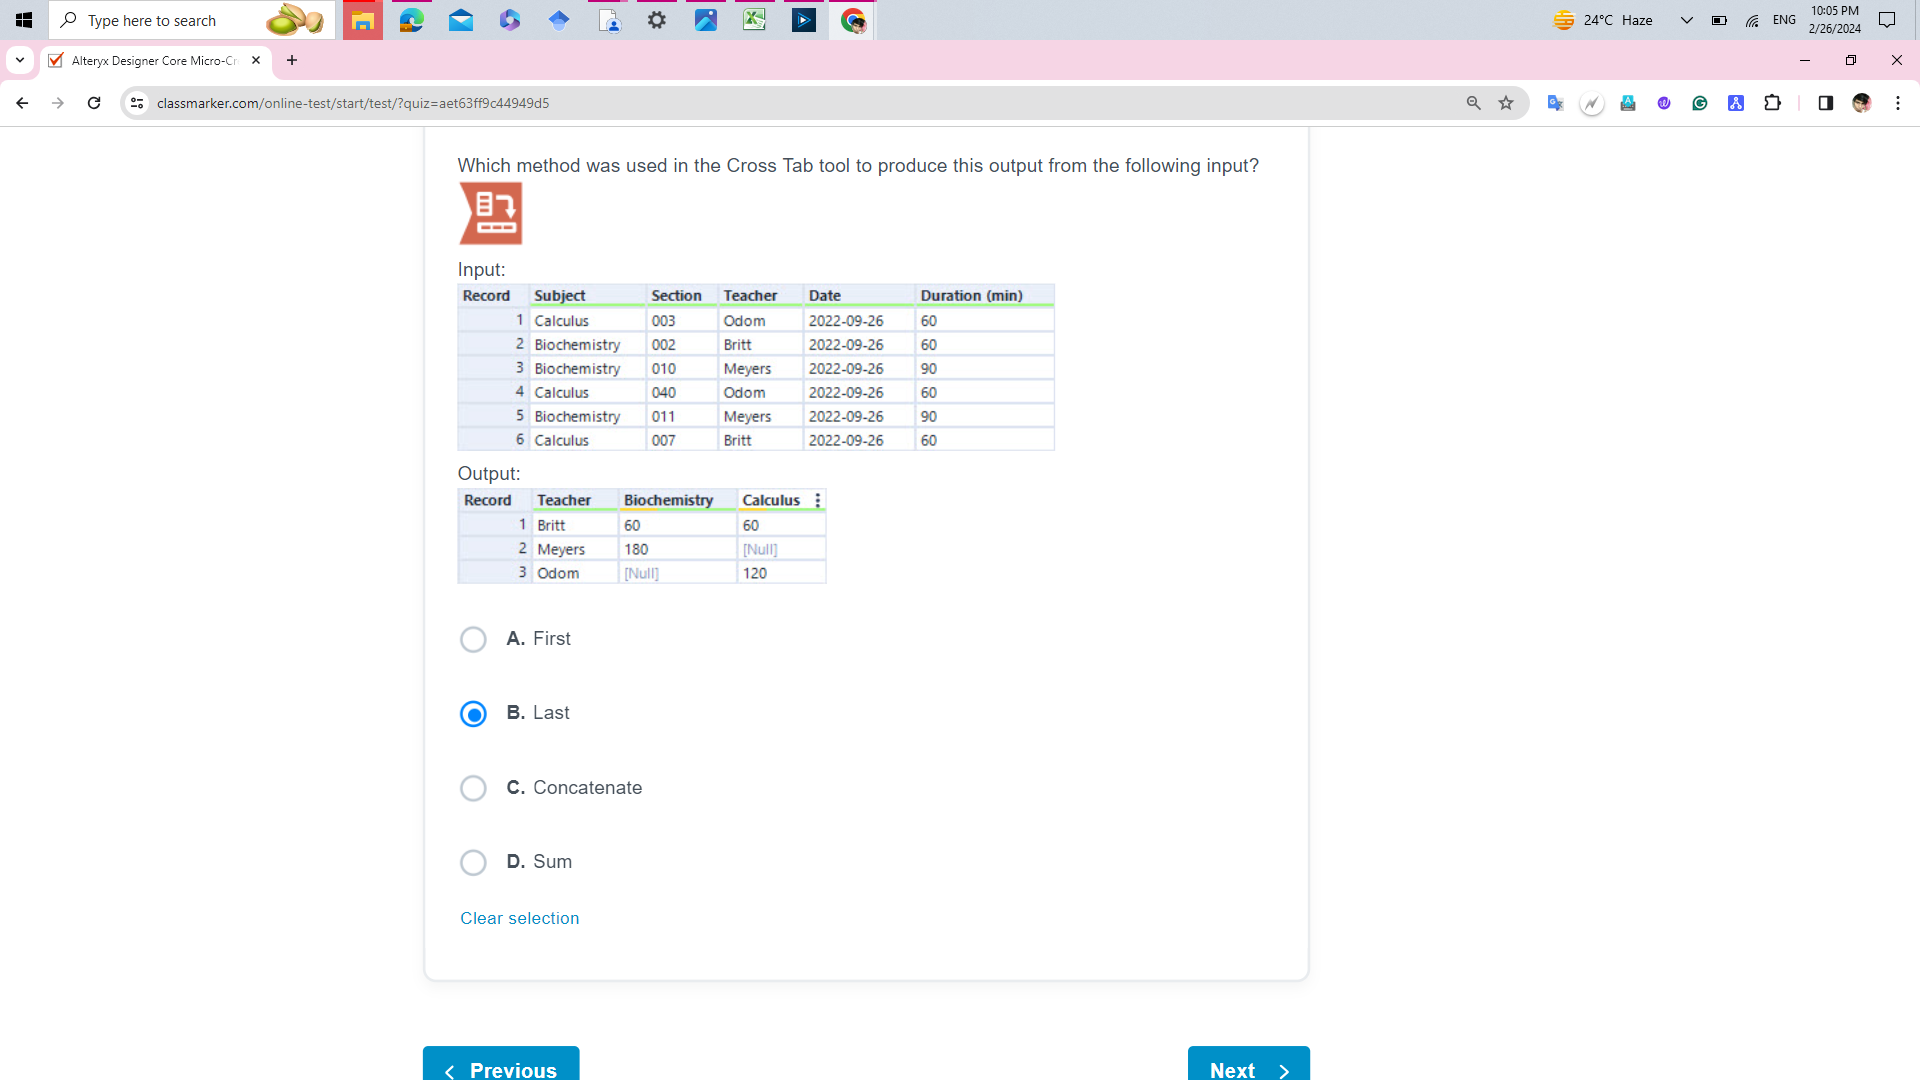 Type here to search
24°C Haze
ENG
10:05 PM
2/26/2024
Alteryx Designer Core Micro-Cr
classmarker.com/online-test/start/test/?quiz=aet63ff9c44949d5
Which method was used in the Cross Tab tool to produce this output from the following input?
Input:
Record Subject Section Teacher Date Duration (min)
1 Calculus 003 Odom 2022-09-26 60
2 Biochemistry 002 Britt 2022-09-26 60
3 Biochemistry 010 Meyers 2022-09-26 90
4 Calculus 040 Odom 2022-09-26 60
5 Biochemistry 011 Meyers 2022-09-26 90
6 Calculus 007 Britt 2022-09-26 60
Output:
Record Teacher Biochemistry Calculus
1 Britt 60 60
2 Meyers 180 [Null]
3 Odom [Null] 120
A. First
B. Last
C. Concatenate
D. Sum
Clear selection
Previous
Next